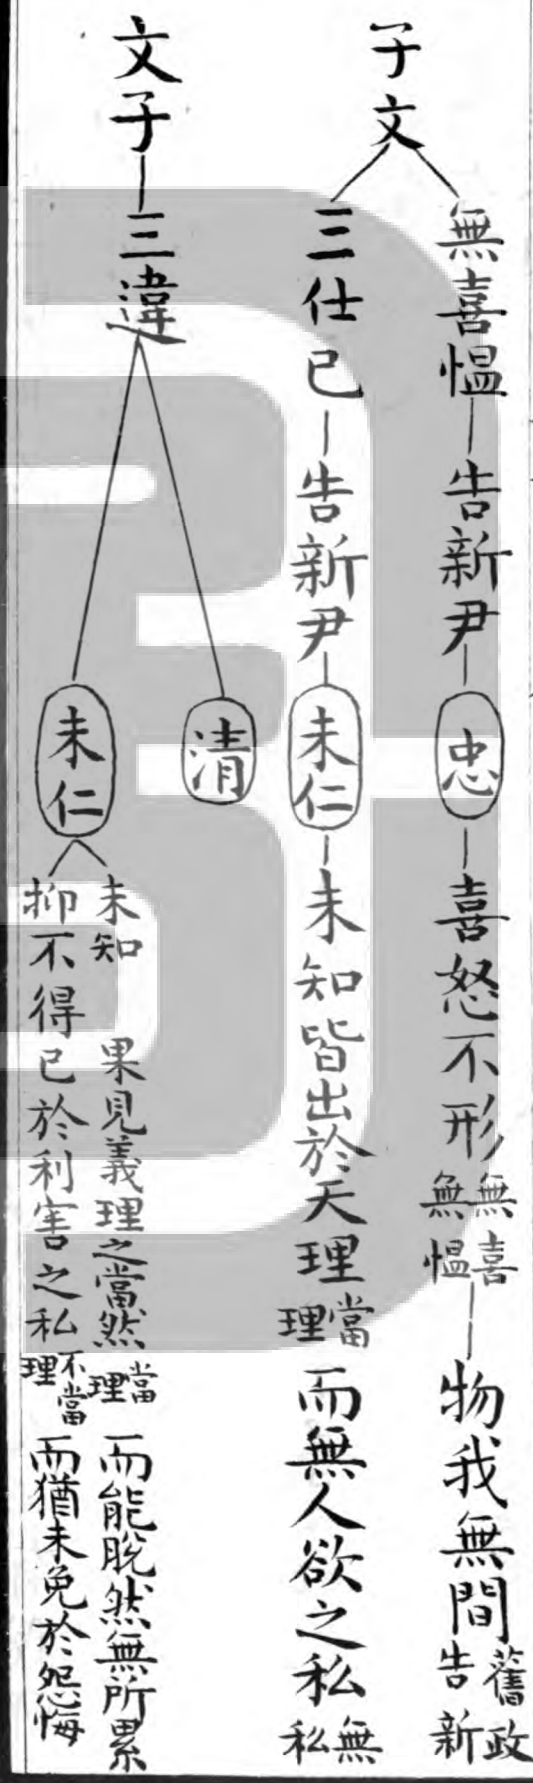 子文
無喜慍告新尹忠喜怒不形無喜無慍物我無間舊政告新
三仕已告新尹未仁未知皆出於天理當理而無人欲之私無私
文子三違
清
未仁
未知果見義理之當然當理而能脫然無所累
抑不得已於利害之私不當理而猶未免於怨悔